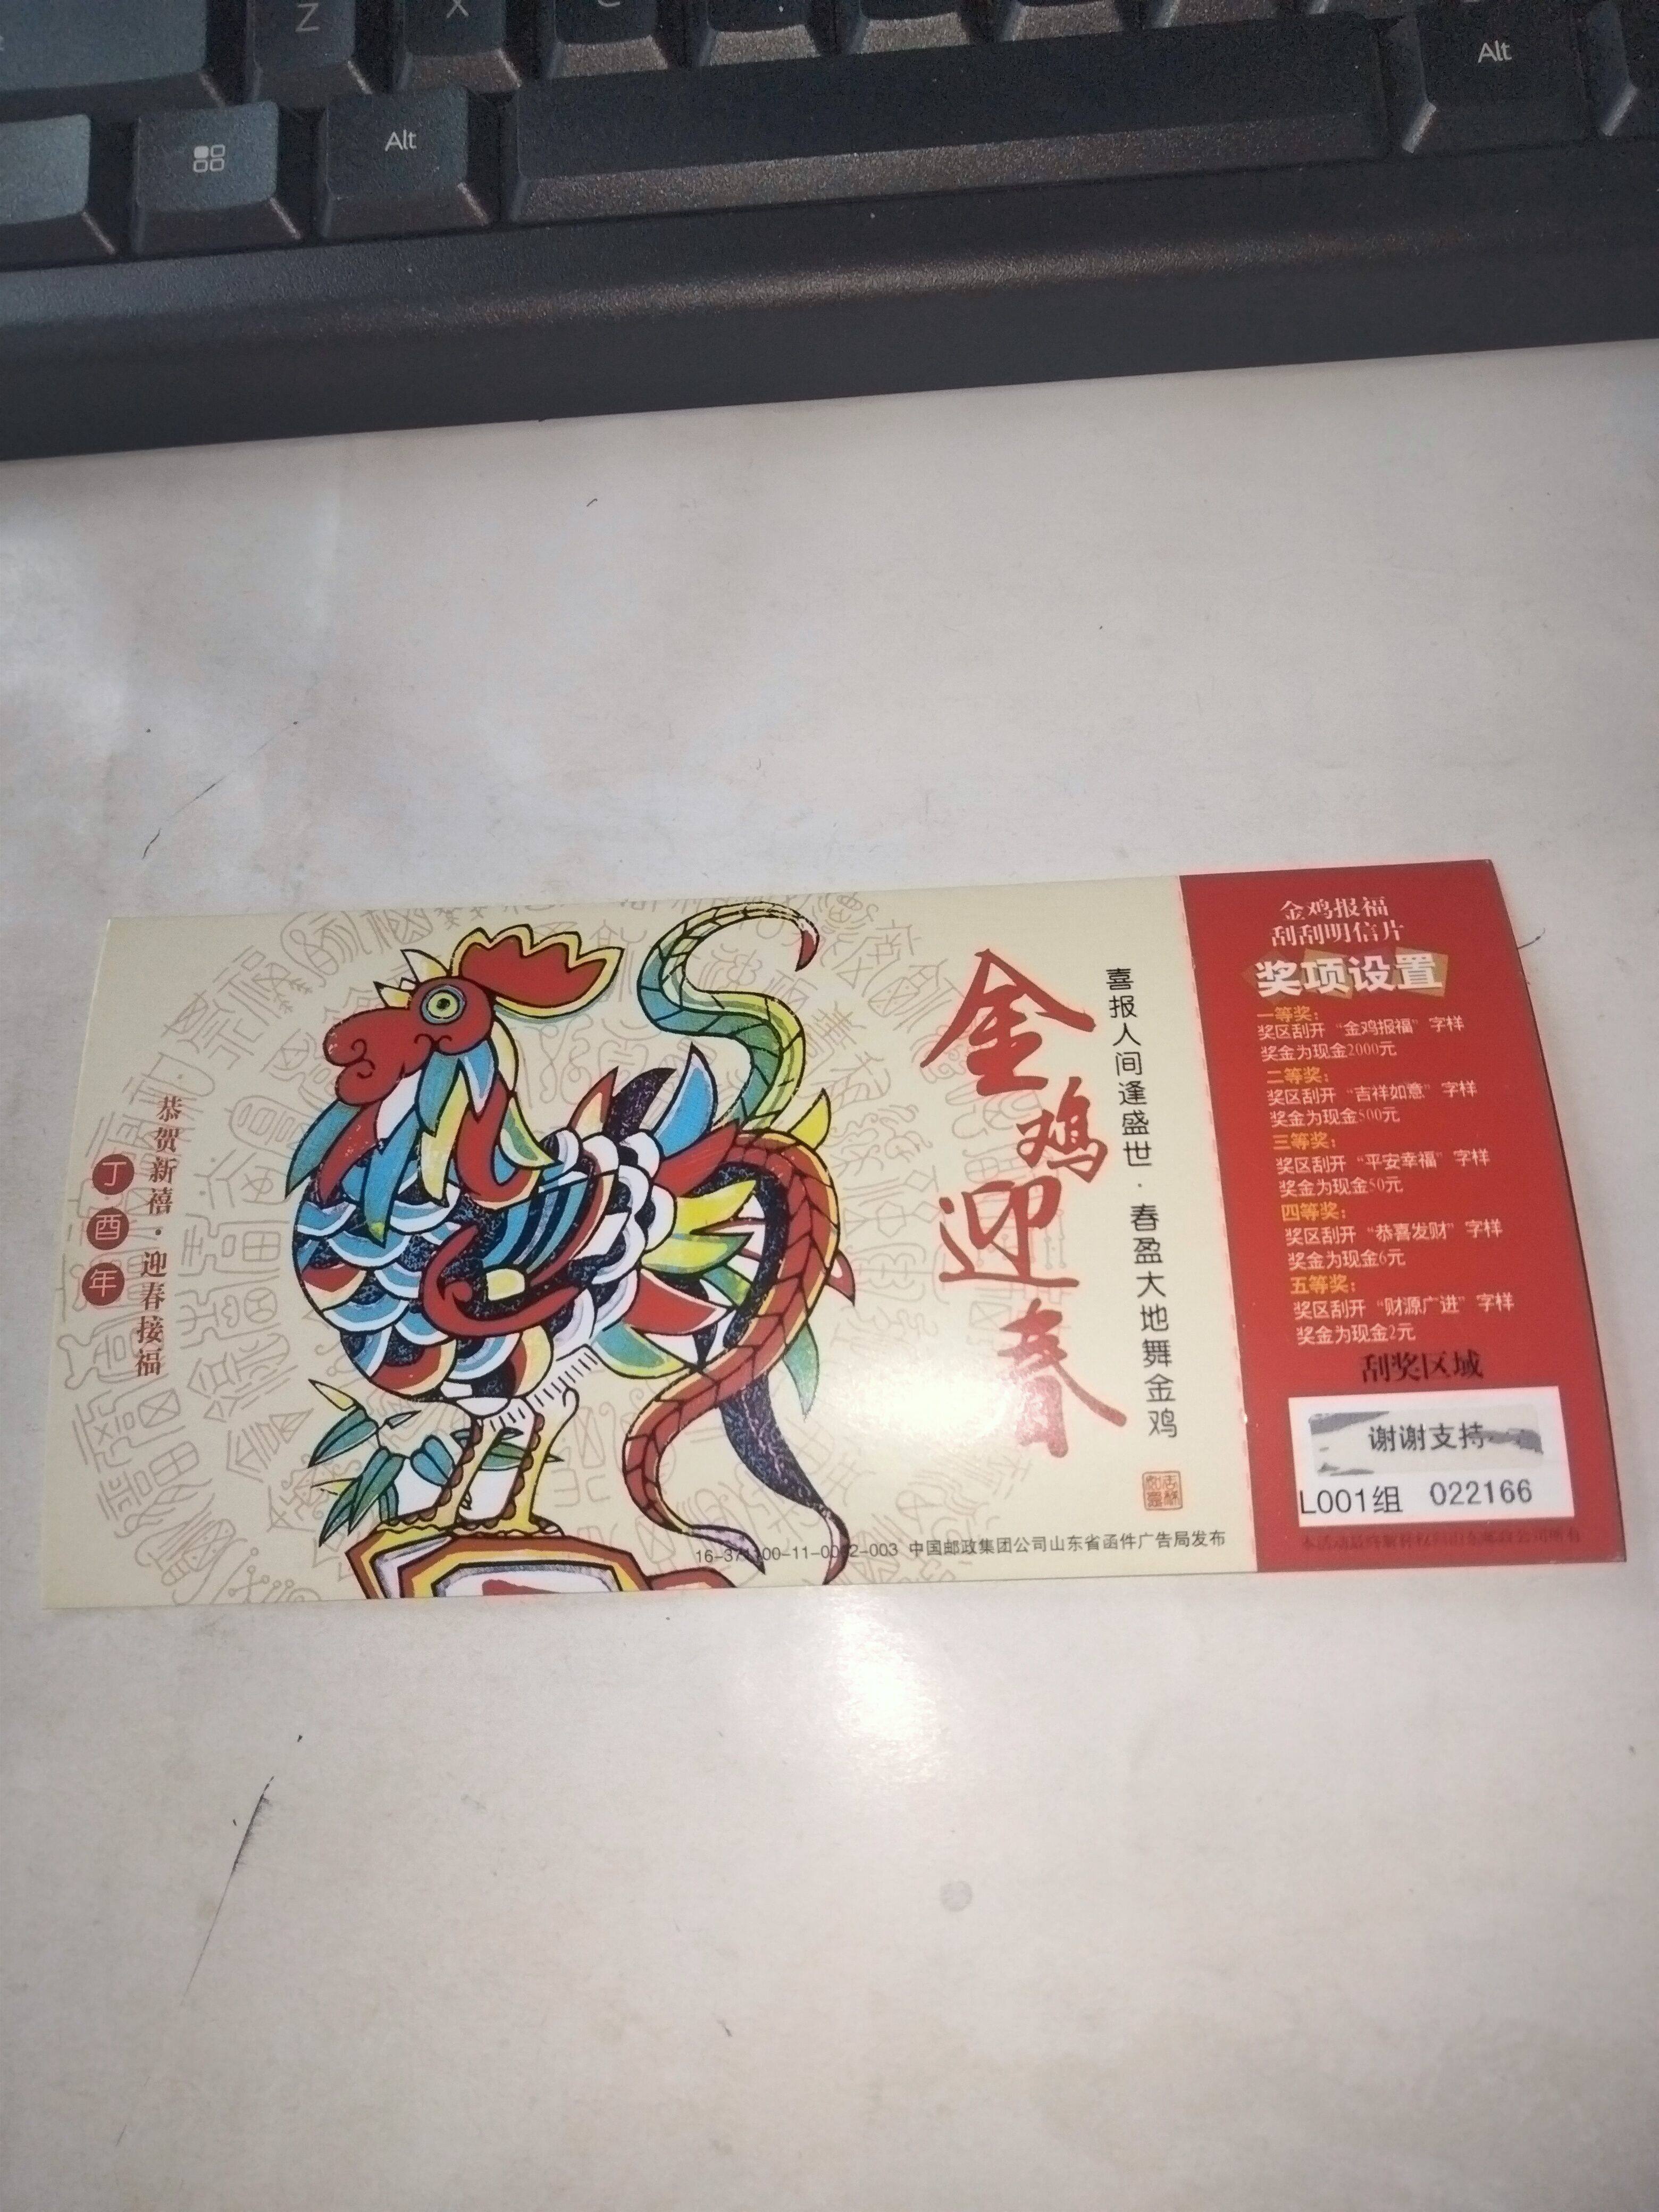 Z
X
C
Alt
Alt
恭贺新禧·迎春接福
丁酉年
金鸡迎春
喜报人间逢盛世·春盈大地舞金鸡
中国邮政集团公司山东省函件广告局发布
金鸡报福
刮刮明信片
奖项设置
一等奖：
奖区刮开“金鸡报福”字样
奖金为现金2000元
二等奖：
奖区刮开“吉祥如意”字样
奖金为现金500元
三等奖：
奖区刮开“平安幸福”字样
奖金为现金50元
四等奖：
奖区刮开“恭喜发财”字样
奖金为现金6元
五等奖：
奖区刮开“财源广进”字样
奖金为现金2元
刮奖区域
谢谢支持
L001组 022166